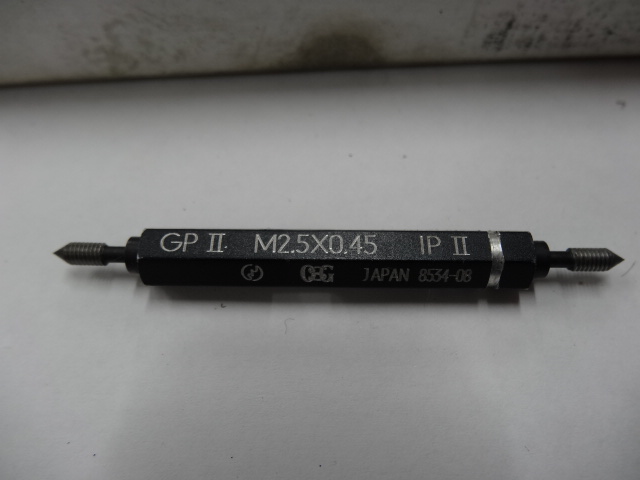 GP II M2.5X0.45 IP II
OSG JAPAN 8534-08